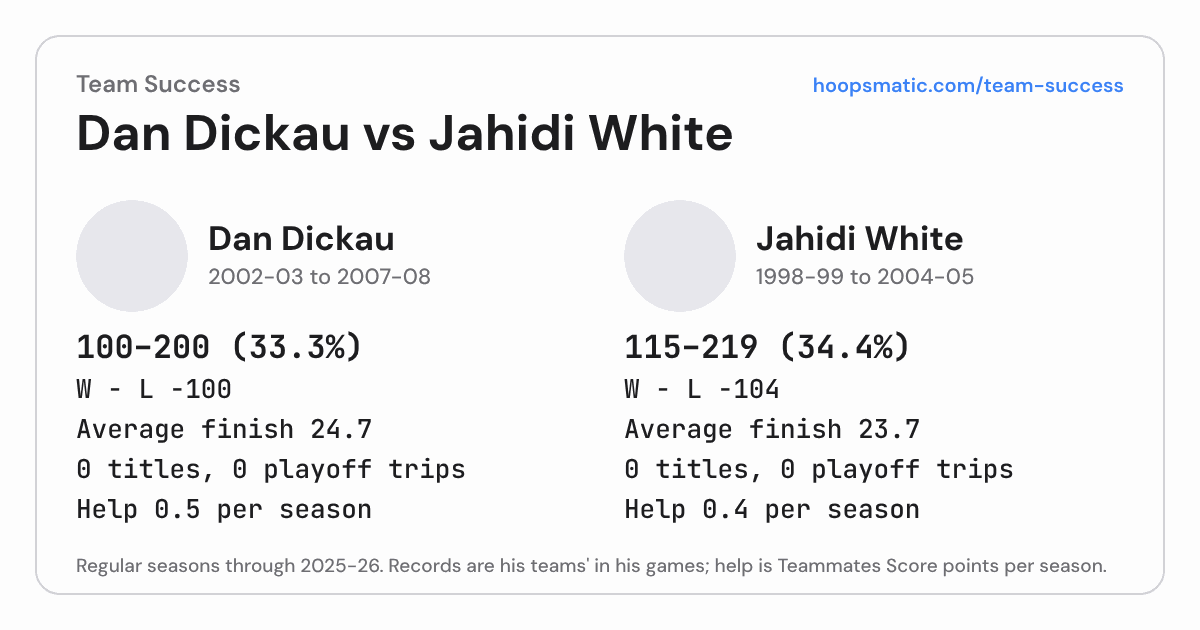 Team Success
hoopsmatic.com/team-success
Dan Dickau vs Jahidi White
Dan Dickau
2002-03 to 2007-08
100-200 (33.3%)
W - L -100
Average finish 24.7
0 titles, 0 playoff trips
Help 0.5 per season
Jahidi White
1998-99 to 2004-05
115-219 (34.4%)
W - L -104
Average finish 23.7
0 titles, 0 playoff trips
Help 0.4 per season
Regular seasons through 2025-26. Records are his teams' in his games; help is Teammates Score points per season.